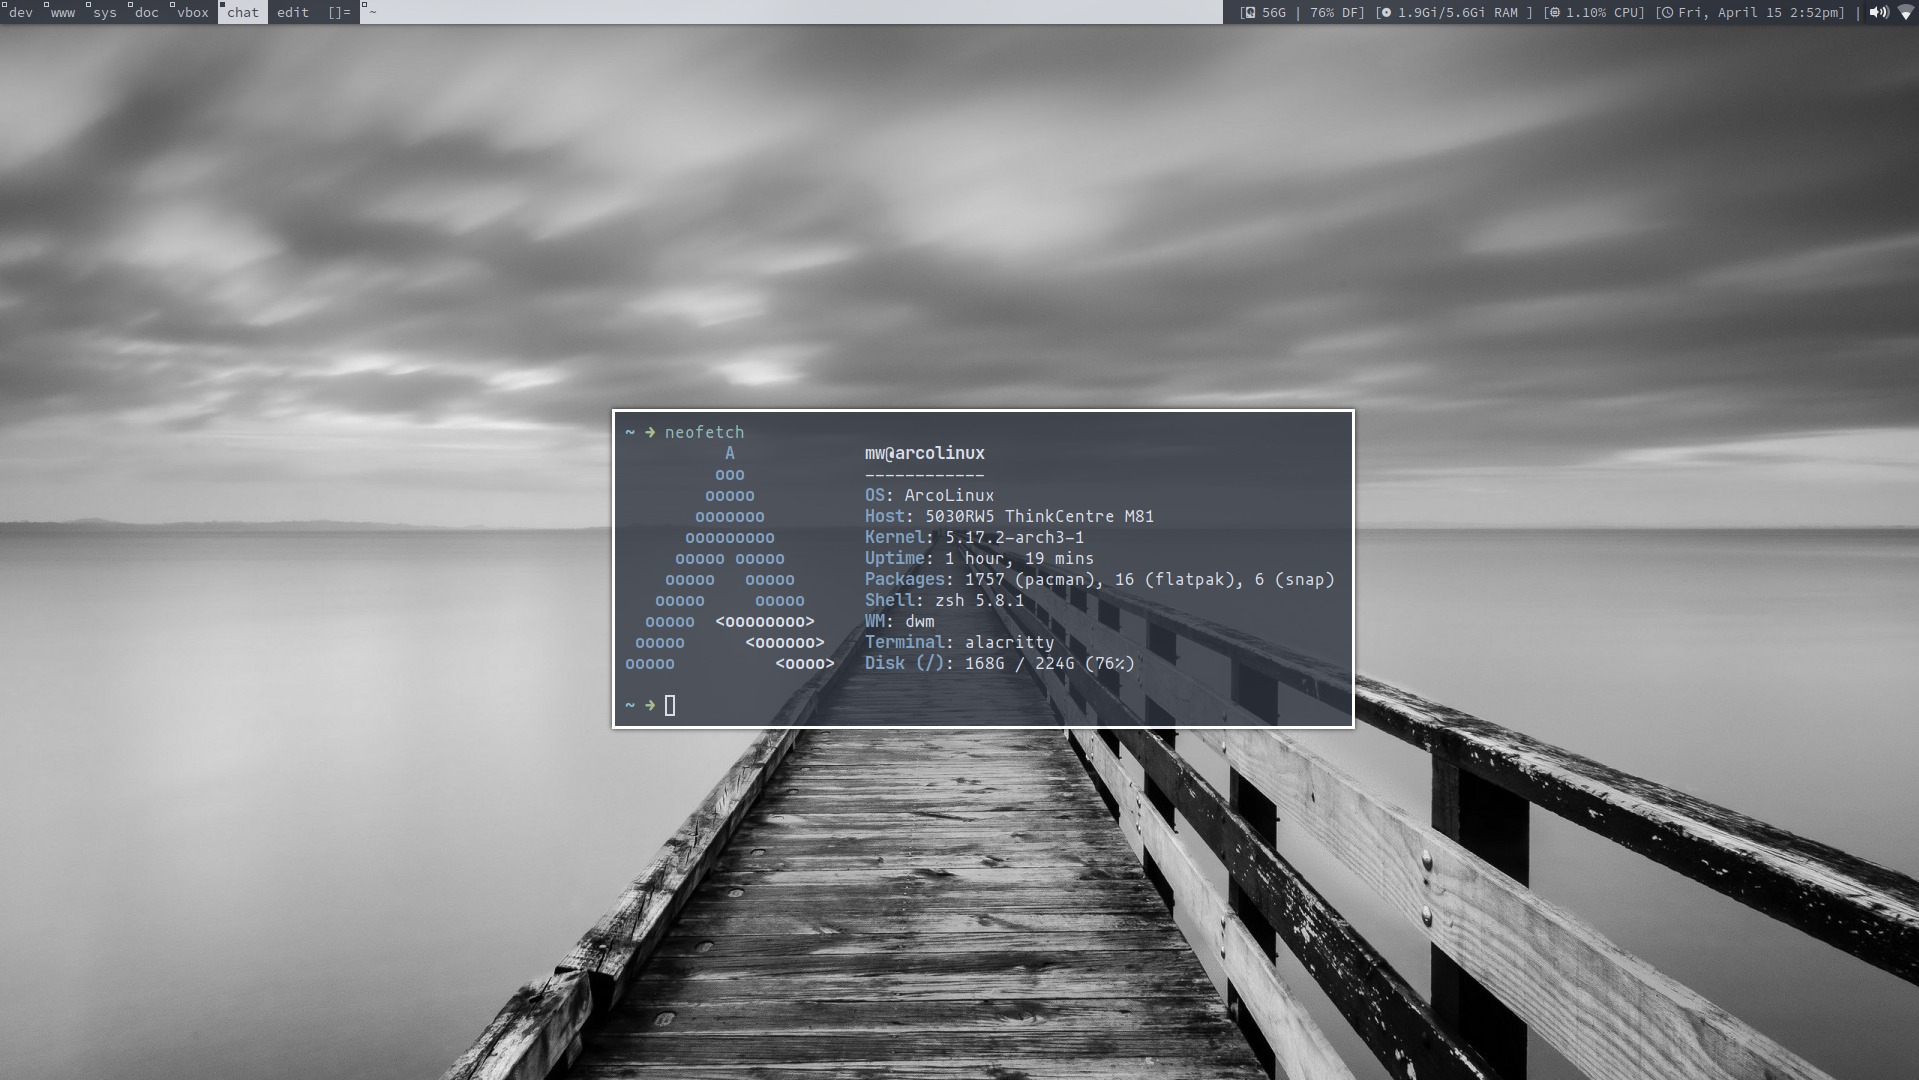 dev www sys doc vbox chat edit []= ~ [ 56G | 76% DF] [ 1.9Gi/5.6Gi RAM ] [ 1.10% CPU] [ Fri, April 15 2:52pm] |
~ ➜ neofetch
A mw@arcolinux
ooo ------------
ooooo OS: ArcoLinux
ooooooo Host: 5030RW5 ThinkCentre M81
ooooooooo Kernel: 5.17.2-arch3-1
ooooo ooooo Uptime: 1 hour, 19 mins
ooooo ooooo Packages: 1757 (pacman), 16 (flatpak), 6 (snap)
ooooo ooooo Shell: zsh 5.8.1
ooooo <oooooooo> WM: dwm
ooooo <oooooo> Terminal: alacritty
ooooo <oooo> Disk (/): 168G / 224G (76%)
~ ➜